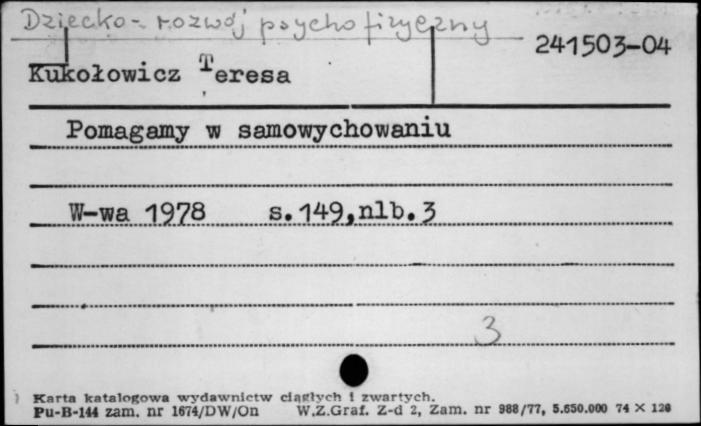 Dziecko - rozwój psychofizyczny
241503-04
Kukołowicz Teresa
Pomagamy w samowychowaniu
W-wa 1978 s.149,nlb.3
3
Karta katalogowa wydawnictw ciągłych i zwartych.
Pu-B-144 zam. nr 1674/DW/On W.Z.Graf. Z-d 2, Zam. nr 988/77, 5.650.000 74 × 120